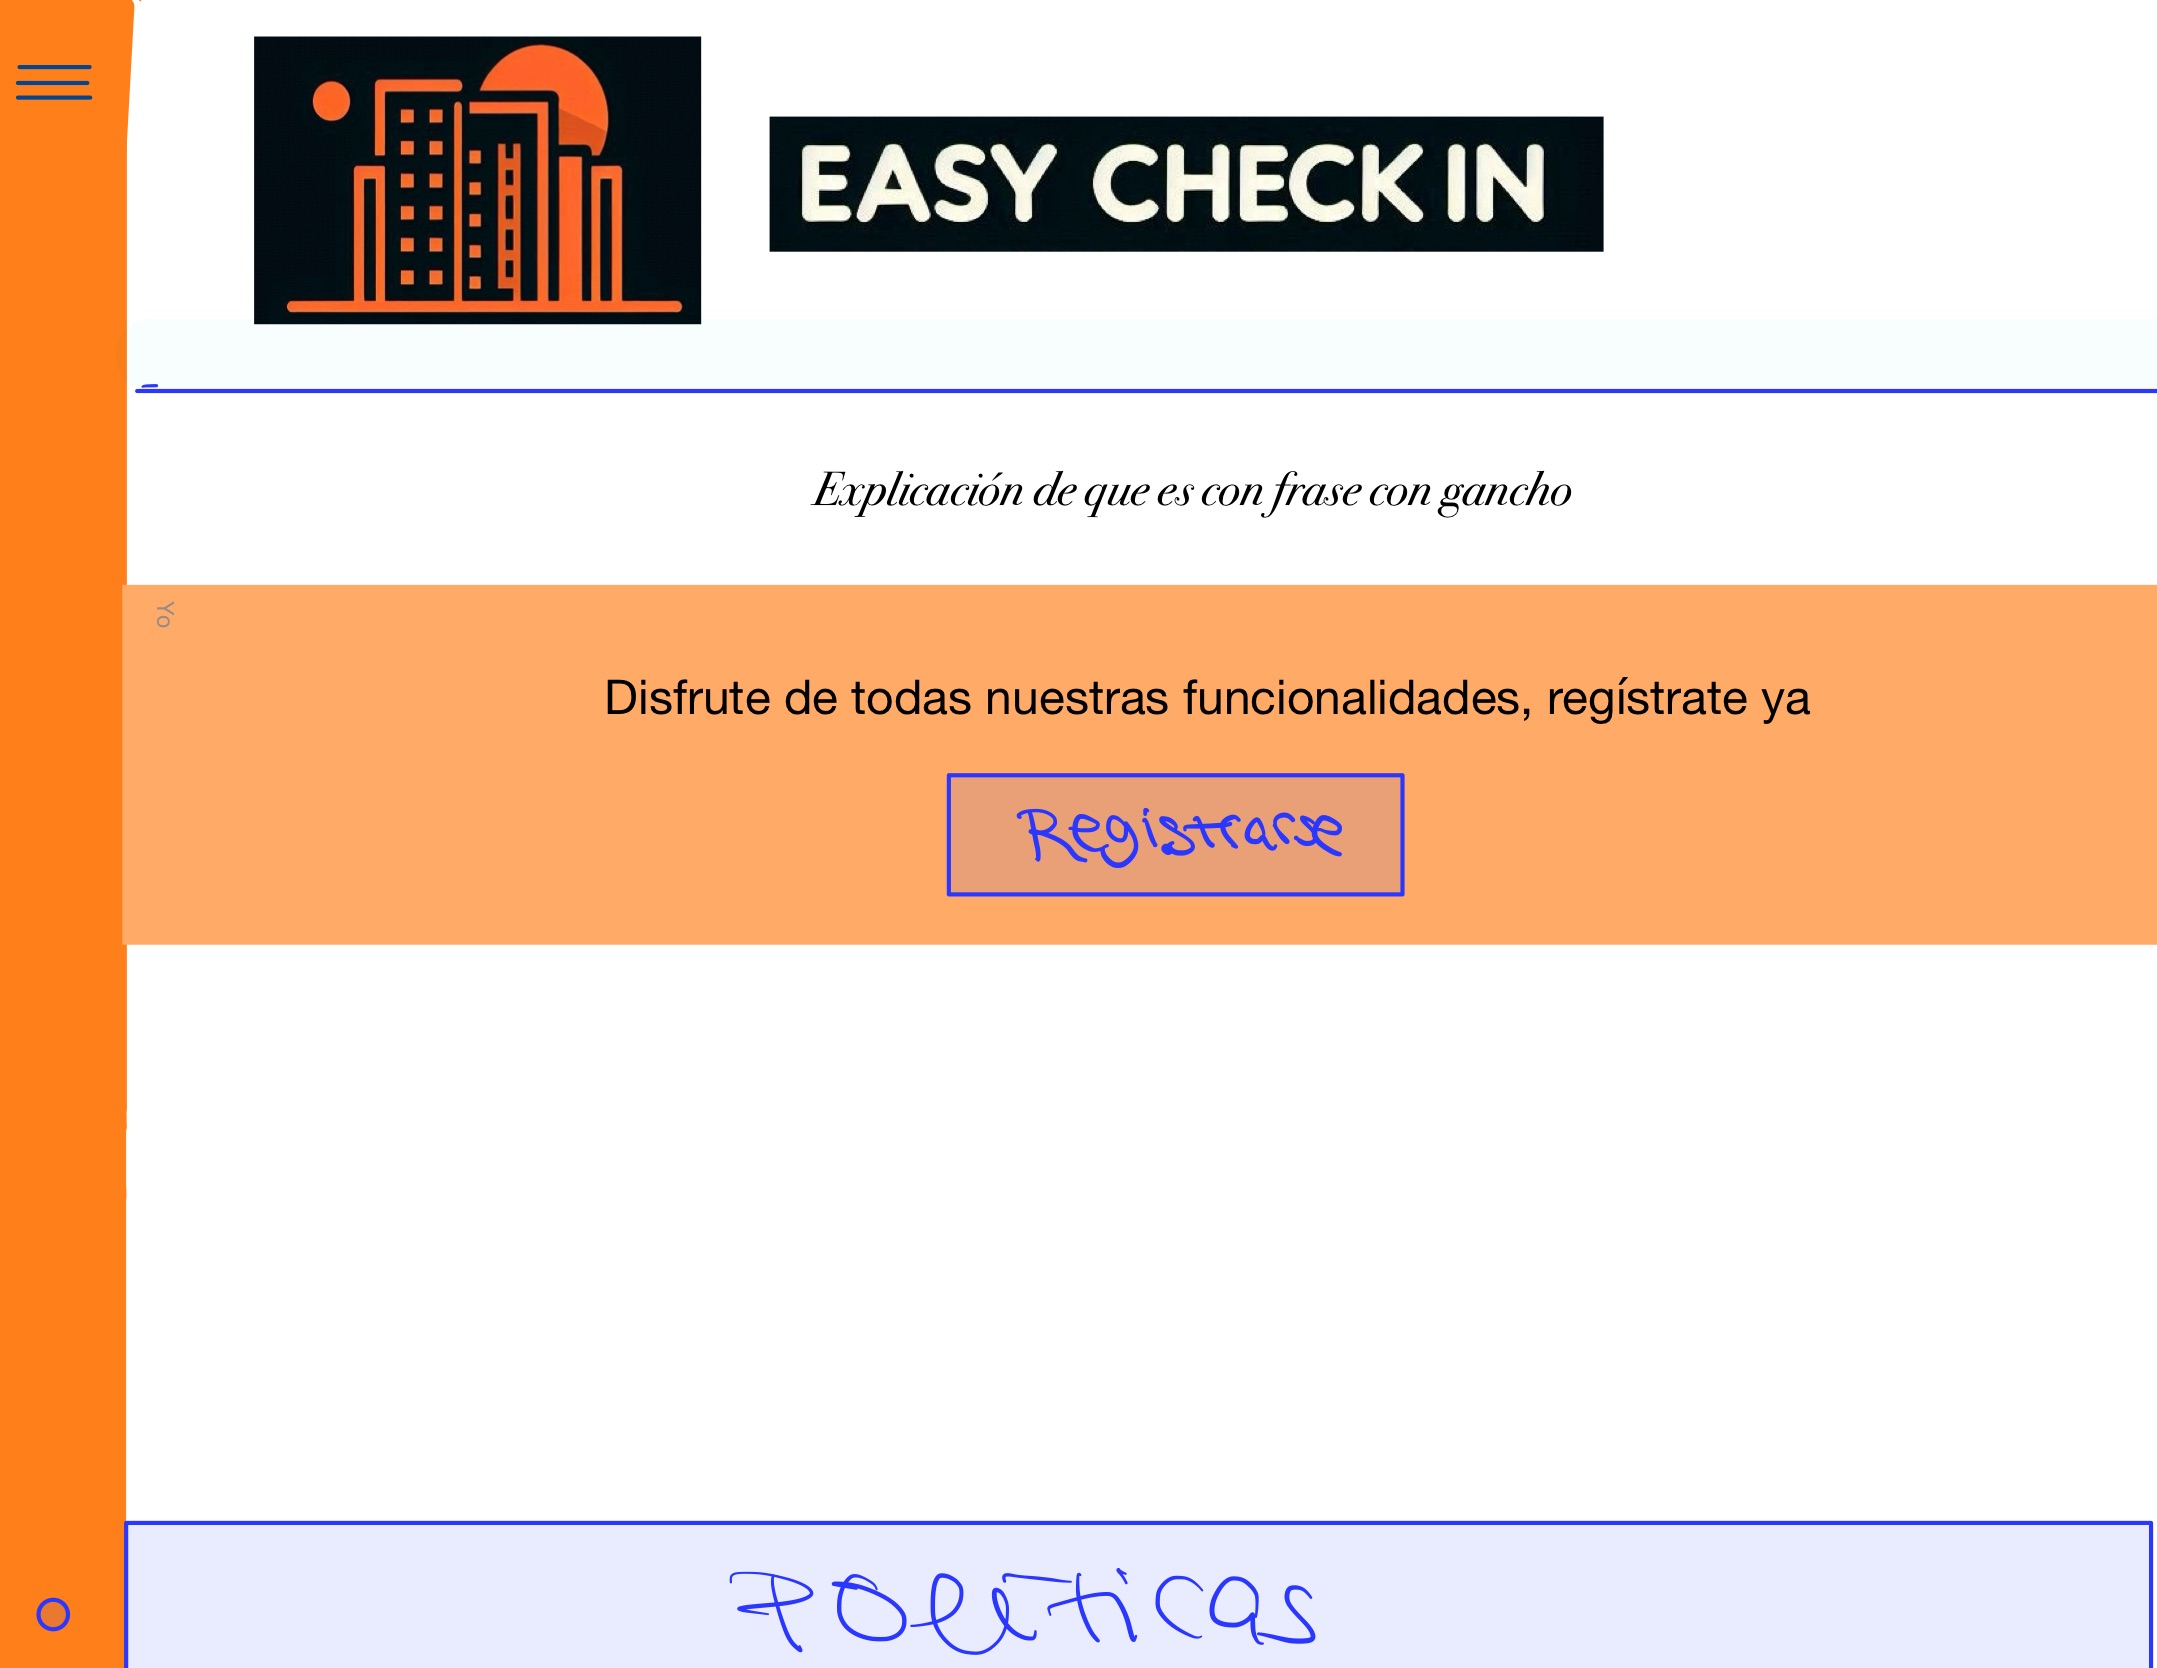 EASY CHECK IN
Explicación de que es con frase con gancho
Yo
Disfrute de todas nuestras funcionalidades, regístrate ya
Registrarse
POLíTicas